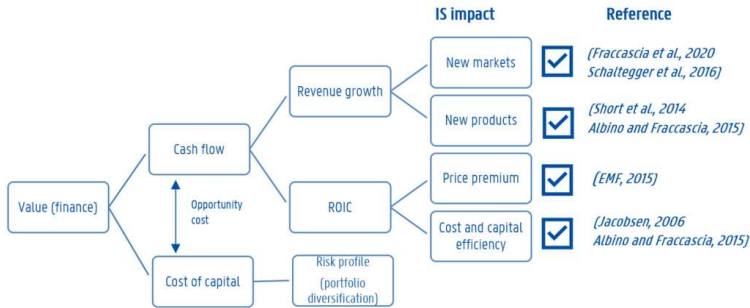 IS impact
Reference
New markets
(Fraccascia et al., 2020
Schaltegger et al., 2016)
Revenue growth
New products
(Short et al., 2014
Albino and Fraccascia, 2015)
Cash flow
Value (finance)
Opportunity
cost
ROIC
Price premium
(EMF, 2015)
Cost and capital
efficiency
(Jacobsen, 2006
Albino and Fraccascia, 2015)
Cost of capital
Risk profile
(portfolio
diversification)